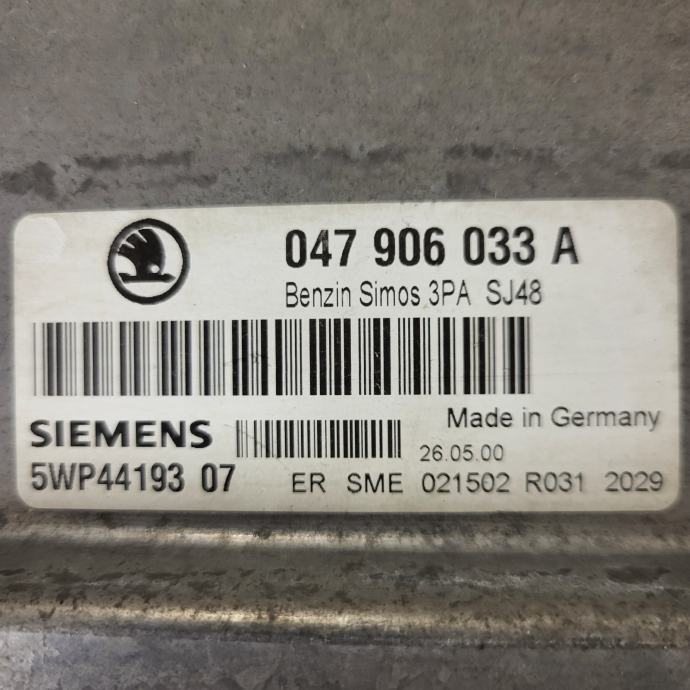 047 906 033 A
Benzin Simos 3PA SJ48
Made in Germany
SIEMENS
26.05.00
5WP44193 07
ER SME 021502 R031 2029